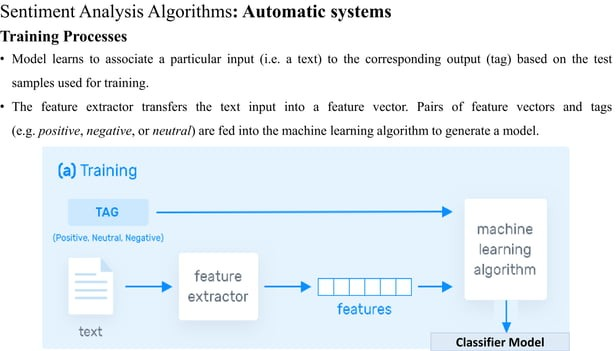 Sentiment Analysis Algorithms: Automatic systems
Training Processes
• Model learns to associate a particular input (i.e. a text) to the corresponding output (tag) based on the test
samples used for training.
• The feature extractor transfers the text input into a feature vector. Pairs of feature vectors and tags
(e.g. positive, negative, or neutral) are fed into the machine learning algorithm to generate a model.
(a) Training
TAG
(Positive, Neutral, Negative)
machine
learning
algorithm
feature
extractor
features
text
Classifier Model